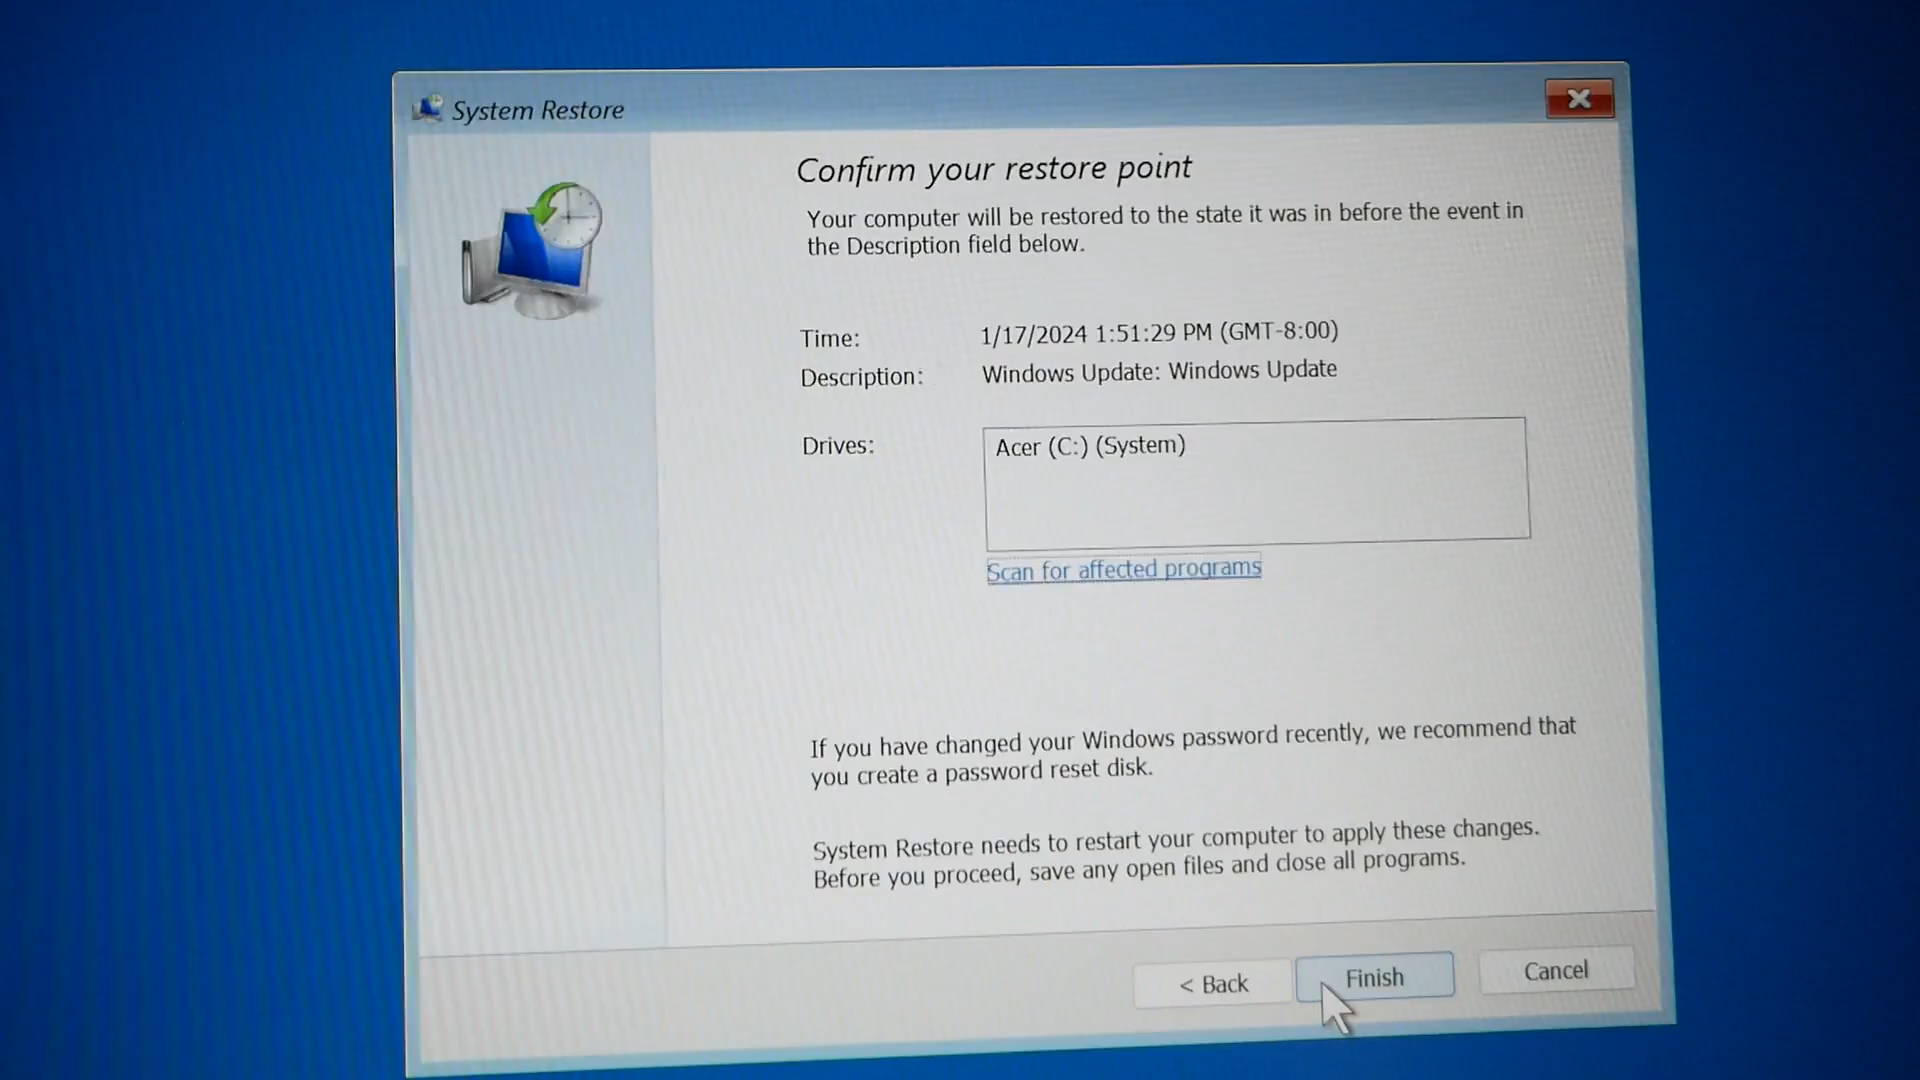 System Restore
Confirm your restore point
Your computer will be restored to the state it was in before the event in
the Description field below.
Time: 1/17/2024 1:51:29 PM (GMT-8:00)
Description: Windows Update: Windows Update
Drives: Acer (C:) (System)
Scan for affected programs
If you have changed your Windows password recently, we recommend that
you create a password reset disk.
System Restore needs to restart your computer to apply these changes.
Before you proceed, save any open files and close all programs.
< Back Finish Cancel